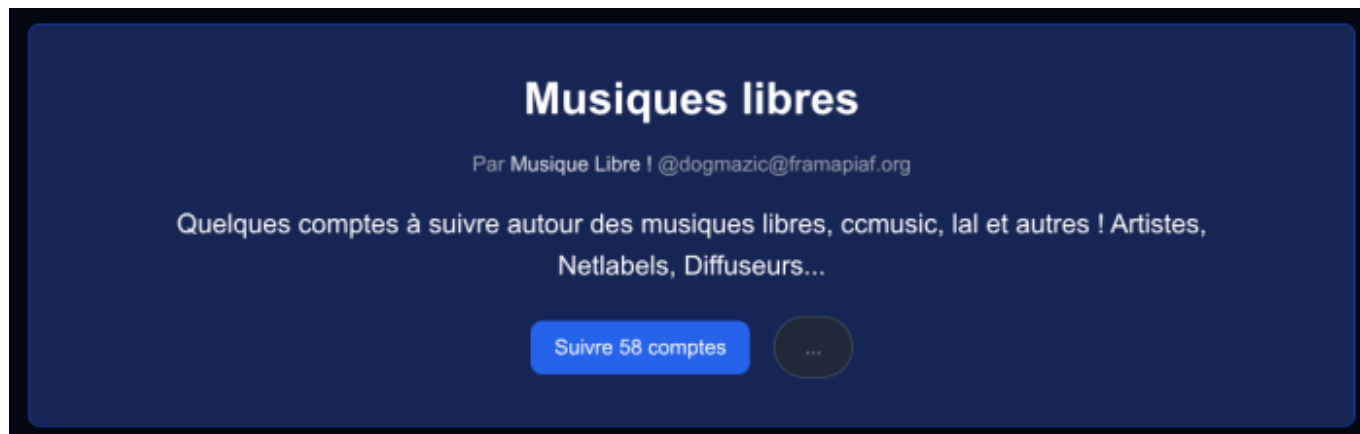 Musiques libres
Par Musique Libre ! @dogmazic@framapiaf.org
Quelques comptes à suivre autour des musiques libres, ccmusic, lal et autres ! Artistes,
Netlabels, Diffuseurs...
Suivre 58 comptes
...